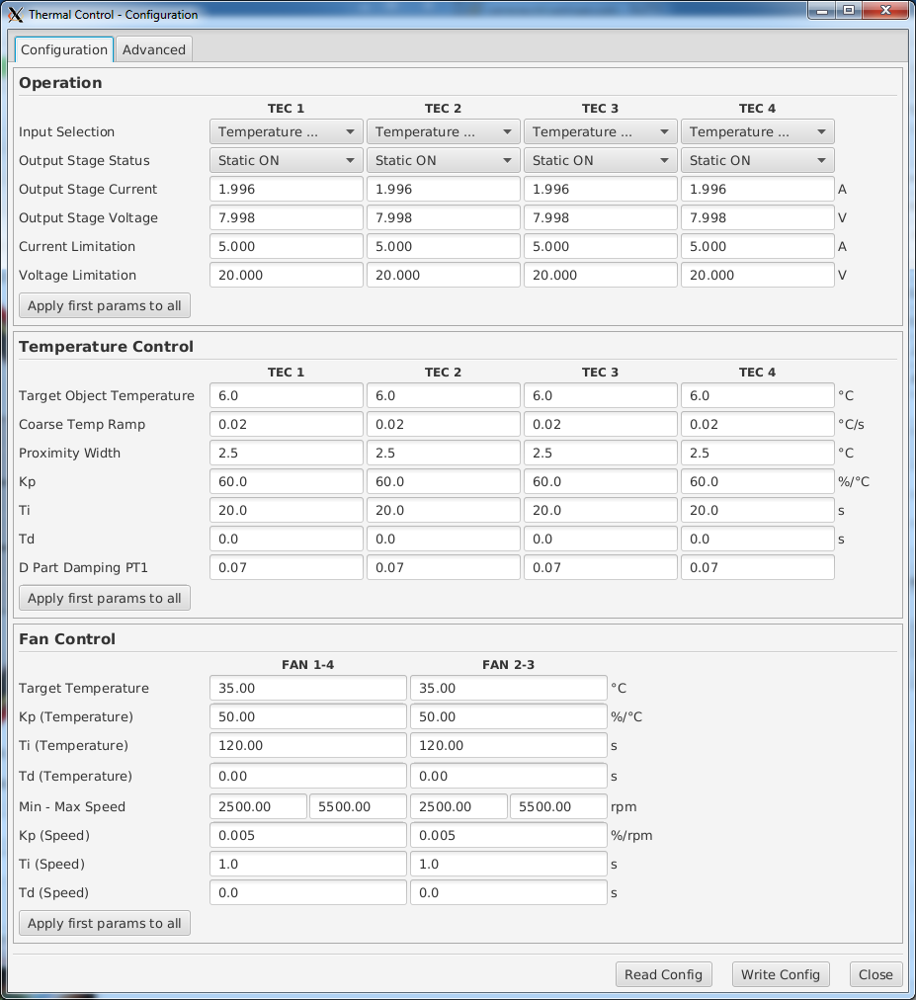 Thermal Control - Configuration
Configuration Advanced
Operation
TEC 1 TEC 2 TEC 3 TEC 4
Input Selection Temperature ... Temperature ... Temperature ... Temperature ...
Output Stage Status Static ON Static ON Static ON Static ON
Output Stage Current 1.996 1.996 1.996 1.996 A
Output Stage Voltage 7.998 7.998 7.998 7.998 V
Current Limitation 5.000 5.000 5.000 5.000 A
Voltage Limitation 20.000 20.000 20.000 20.000 V
Apply first params to all
Temperature Control
TEC 1 TEC 2 TEC 3 TEC 4
Target Object Temperature 6.0 6.0 6.0 6.0 °C
Coarse Temp Ramp 0.02 0.02 0.02 0.02 °C/s
Proximity Width 2.5 2.5 2.5 2.5 °C
Kp 60.0 60.0 60.0 60.0 %/°C
Ti 20.0 20.0 20.0 20.0 s
Td 0.0 0.0 0.0 0.0 s
D Part Damping PT1 0.07 0.07 0.07 0.07
Apply first params to all
Fan Control
FAN 1-4 FAN 2-3
Target Temperature 35.00 35.00 °C
Kp (Temperature) 50.00 50.00 %/°C
Ti (Temperature) 120.00 120.00 s
Td (Temperature) 0.00 0.00 s
Min - Max Speed 2500.00 5500.00 2500.00 5500.00 rpm
Kp (Speed) 0.005 0.005 %/rpm
Ti (Speed) 1.0 1.0 s
Td (Speed) 0.0 0.0 s
Apply first params to all
Read Config Write Config Close